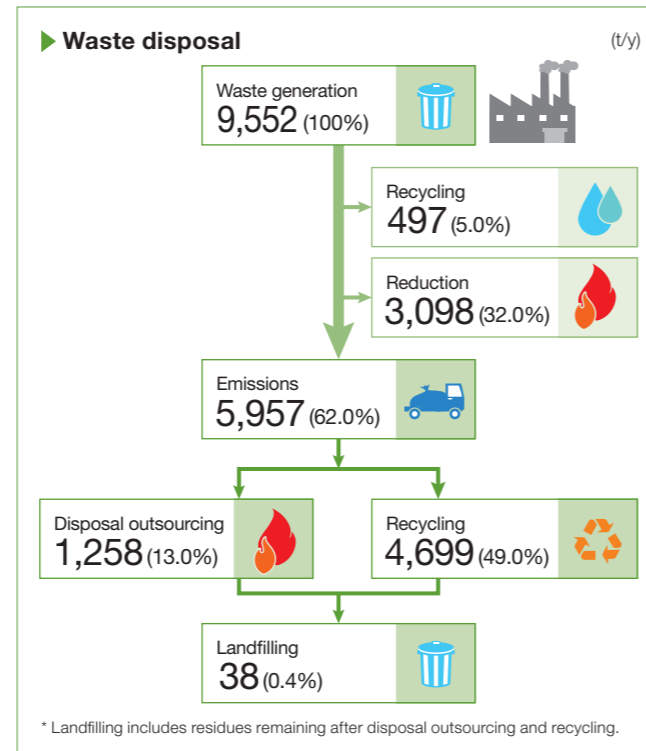 Waste disposal
(t/y)
Waste generation
9,552 (100%)
Recycling
497 (5.0%)
Reduction
3,098 (32.0%)
Emissions
5,957 (62.0%)
Disposal outsourcing
1,258 (13.0%)
Recycling
4,699 (49.0%)
Landfilling
38 (0.4%)
* Landfilling includes residues remaining after disposal outsourcing and recycling.